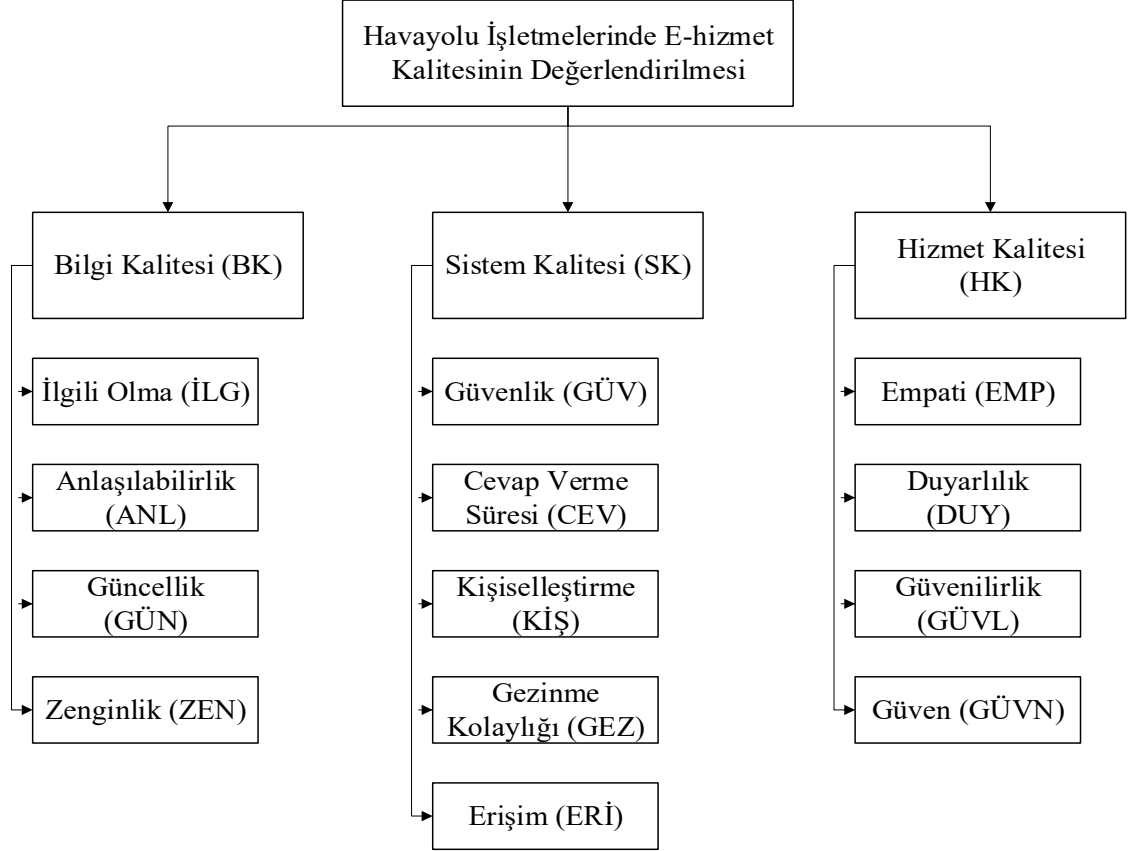 Havayolu İşletmelerinde E-hizmet
Kalitesinin Değerlendirilmesi
Bilgi Kalitesi (BK)
İlgili Olma (İLG)
Anlaşılabilirlik
(ANL)
Güncellik
(GÜN)
Zenginlik (ZEN)
Sistem Kalitesi (SK)
Güvenlik (GÜV)
Cevap Verme
Süresi (CEV)
Kişiselleştirme
(KİŞ)
Gezinme
Kolaylığı (GEZ)
Erişim (ERİ)
Hizmet Kalitesi
(HK)
Empati (EMP)
Duyarlılık
(DUY)
Güvenilirlik
(GÜVL)
Güven (GÜVN)